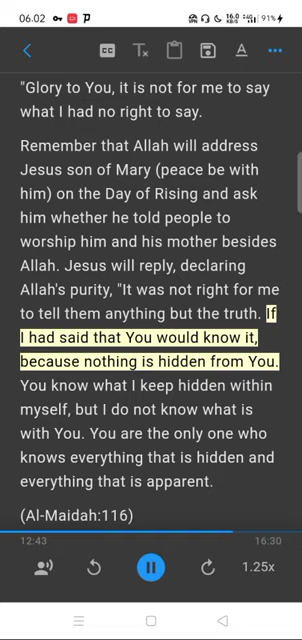 06.02
16.0
KB/S
4G
91%
CC
A
"Glory to You, it is not for me to say
what I had no right to say.
Remember that Allah will address
Jesus son of Mary (peace be with
him) on the Day of Rising and ask
him whether he told people to
worship him and his mother besides
Allah. Jesus will reply, declaring
Allah's purity, "It was not right for me
to tell them anything but the truth. If
I had said that You would know it,
because nothing is hidden from You.
You know what I keep hidden within
myself, but I do not know what is
with You. You are the only one who
knows everything that is hidden and
everything that is apparent.
(Al-Maidah:116)
12:43
16:30
1.25x